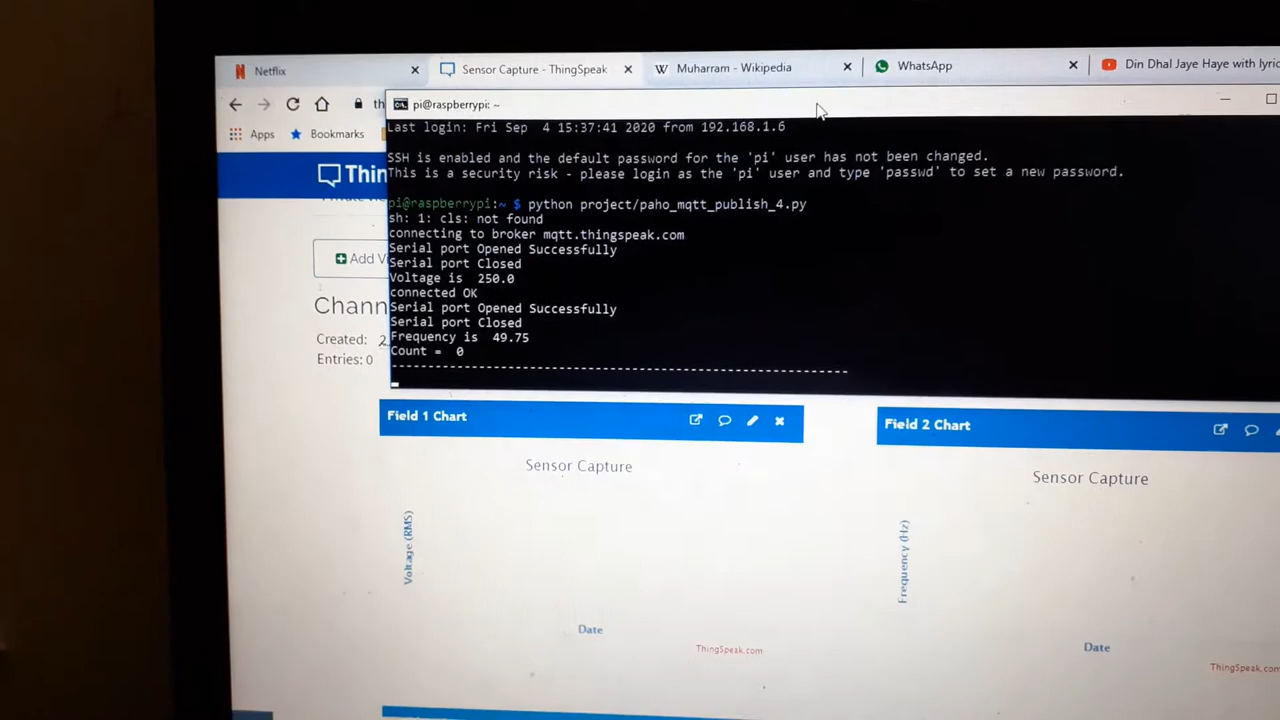 Netflix
Sensor Capture - ThingSpeak
Muharram - Wikipedia
WhatsApp
Din Dhal Jaye Haye with lyric
th
pi@raspberrypi: ~
Apps
Bookmarks
Last login: Fri Sep  4 15:37:41 2020 from 192.168.1.6
SSH is enabled and the default password for the 'pi' user has not been changed.
This is a security risk - please login as the 'pi' user and type 'passwd' to set a new password.
pi@raspberrypi:~ $ python project/paho_mqtt_publish_4.py
sh: 1: cls: not found
connecting to broker mqtt.thingspeak.com
Serial port Opened Successfully
Serial port Closed
Voltage is  250.0
connected OK
Serial port Opened Successfully
Serial port Closed
Frequency is  49.75
Count =  0
--------------------------------------------------------------------
Thin
Add V
Chann
Created: 2
Entries: 0
Field 1 Chart
Field 2 Chart
Sensor Capture
Sensor Capture
Voltage (RMS)
Frequency (Hz)
Date
Date
ThingSpeak.com
ThingSpeak.com